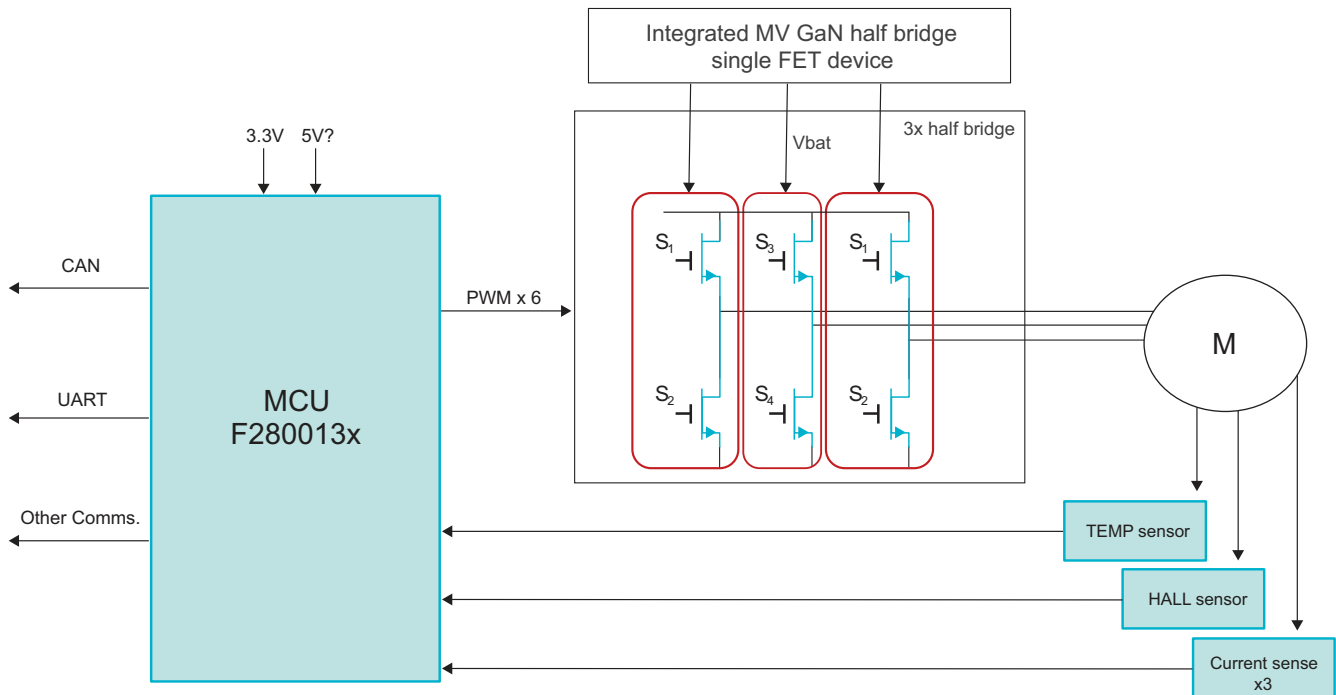 Integrated MV GaN half bridge
single FET device
3.3V 5V?
Vbat
3x half bridge
S1 S3 S1
CAN
PWM x 6
M
UART
MCU
F280013x
S2 S4 S2
Other Comms.
TEMP sensor
HALL sensor
Current sense
x3